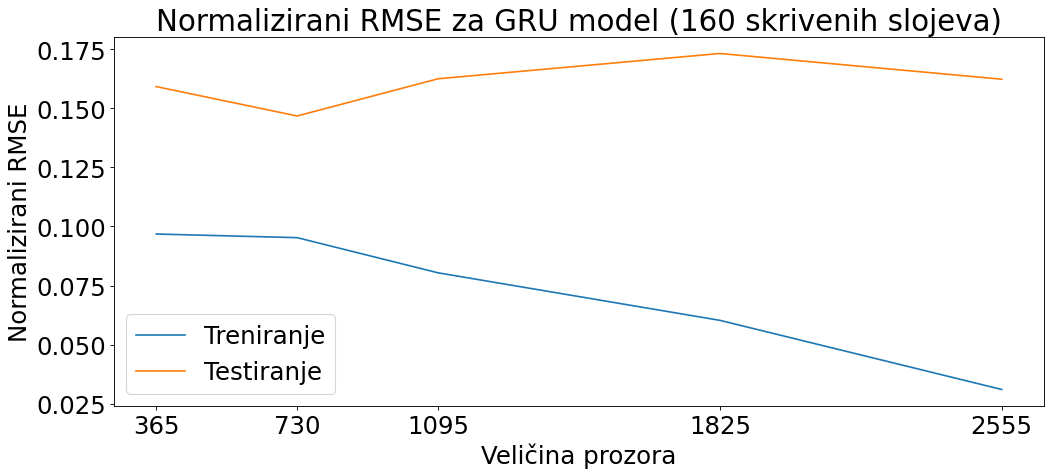 Normalizirani RMSE za GRU model (160 skrivenih slojeva)
Normalizirani RMSE
0.175
0.150
0.125
0.100
0.075
0.050
0.025
Treniranje
Testiranje
365 730 1095 1825 2555
Veličina prozora